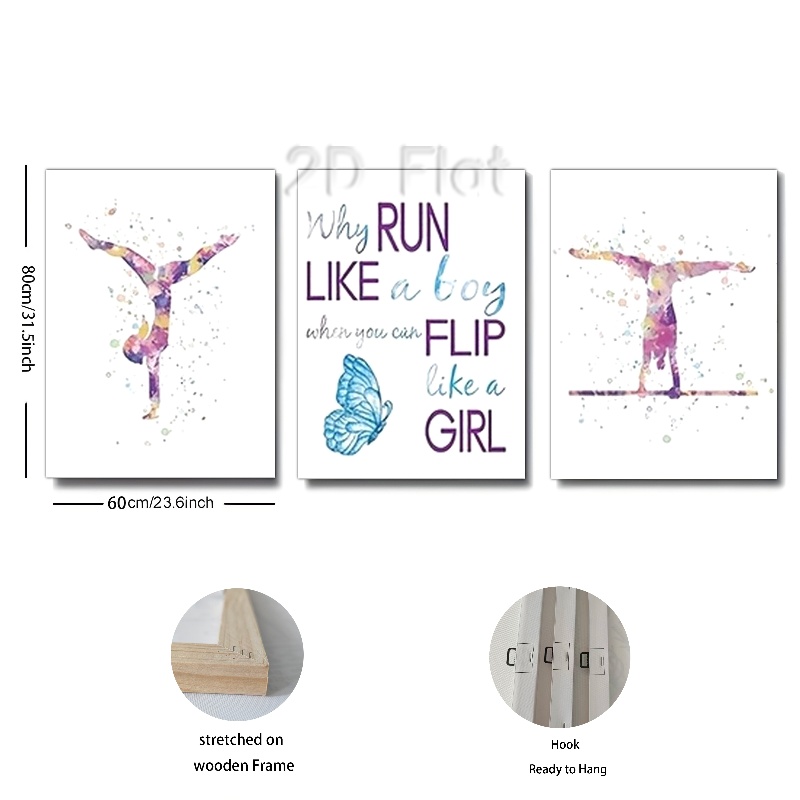 2D Flat
Why RUN
LIKE a boy
when you can FLIP
like a
GIRL
80cm/31.5inch
60cm/23.6inch
stretched on
wooden Frame
Hook
Ready to Hang